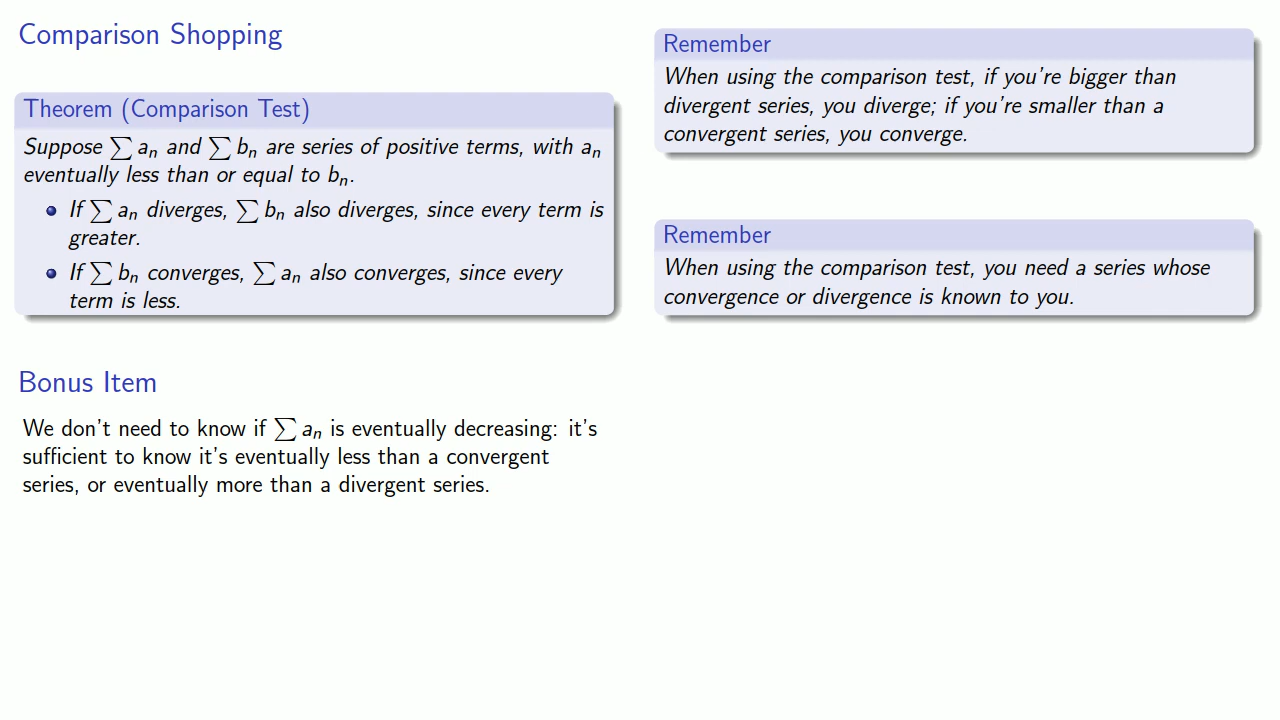 Comparison Shopping
Theorem (Comparison Test)
Suppose ∑ aₙ and ∑ bₙ are series of positive terms, with aₙ
eventually less than or equal to bₙ.
• If ∑ aₙ diverges, ∑ bₙ also diverges, since every term is
greater.
• If ∑ bₙ converges, ∑ aₙ also converges, since every
term is less.
Bonus Item
We don't need to know if ∑ aₙ is eventually decreasing: it's
sufficient to know it's eventually less than a convergent
series, or eventually more than a divergent series.
Remember
When using the comparison test, if you're bigger than
divergent series, you diverge; if you're smaller than a
convergent series, you converge.
Remember
When using the comparison test, you need a series whose
convergence or divergence is known to you.